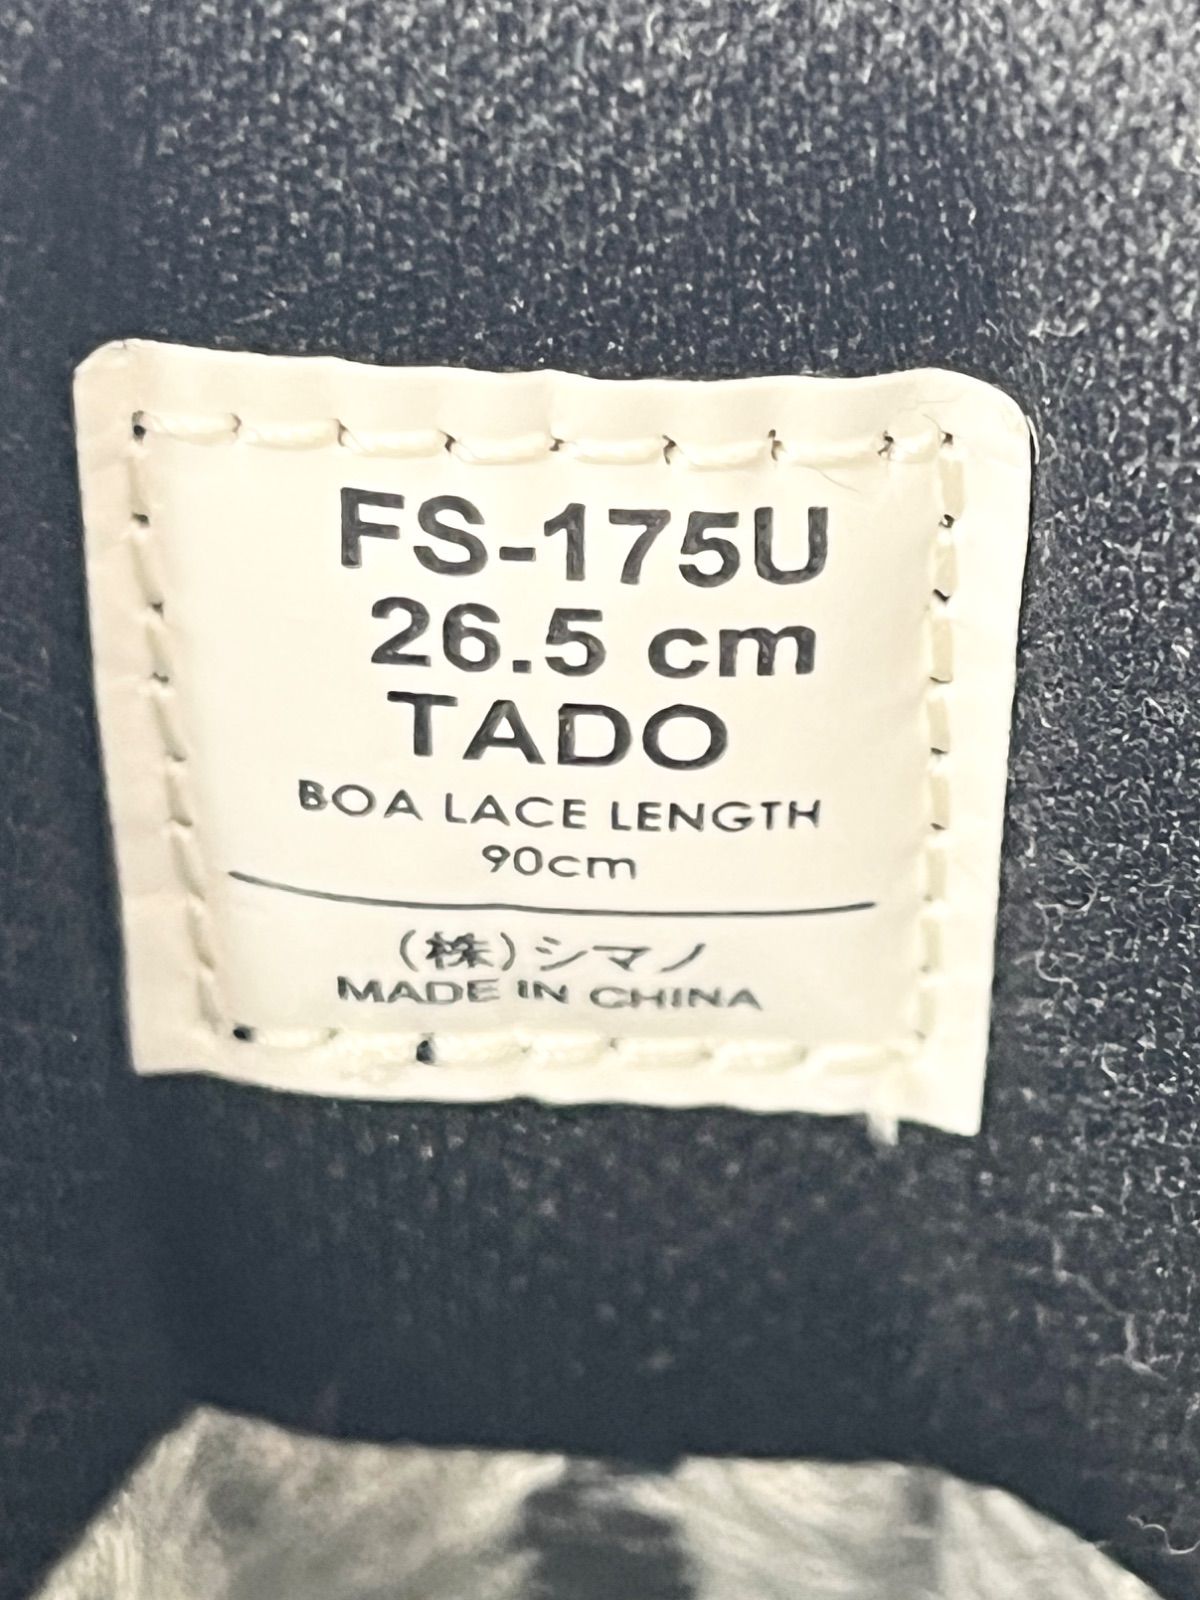 FS-175U
26.5 cm
TADO
BOA LACE LENGTH
90cm
(株)シマノ
MADE IN CHINA